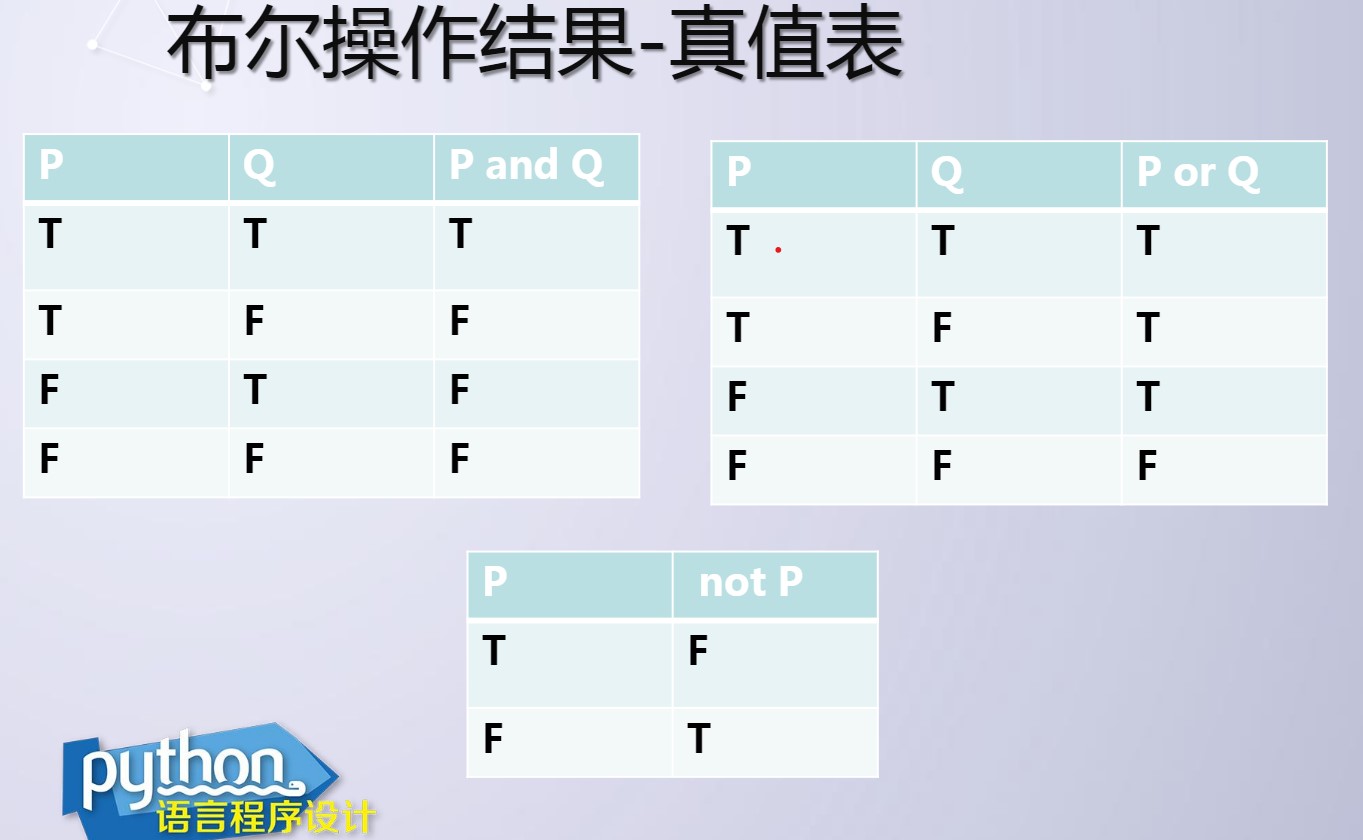 布尔操作结果-真值表
P Q P and Q
T T T
T F F
F T F
F F F
P Q P or Q
T T T
T F T
F T T
F F F
P not P
T F
F T
python
语言程序设计